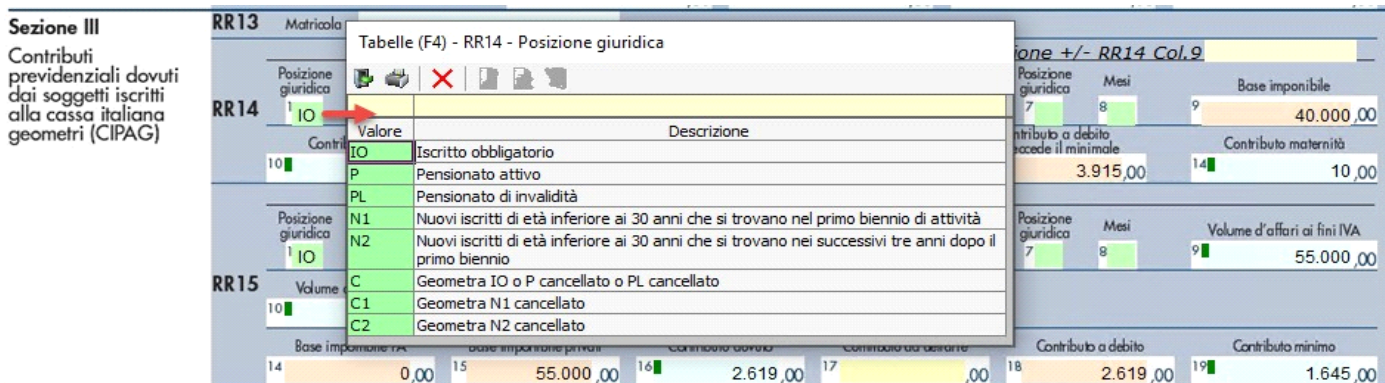 Sezione III
Contributi
previdenziali dovuti
dai soggetti iscritti
alla cassa italiana
geometri (CIPAG)
RR13 Matricola
Tabelle (F4) - RR14 - Posizione giuridica
Valore Descrizione
IO Iscritto obbligatorio
P Pensionato attivo
PL Pensionato di invalidità
N1 Nuovi iscritti di età inferiore ai 30 anni che si trovano nel primo biennio di attività
N2 Nuovi iscritti di età inferiore ai 30 anni che si trovano nei successivi tre anni dopo il
primo biennio
C Geometra IO o P cancellato o PL cancellato
C1 Geometra N1 cancellato
C2 Geometra N2 cancellato
+/- RR14 Col.9
RR14
Posizione
giuridica
1 IO
Posizione
giuridica
7
Mesi
8
Base imponibile
9 40.000 ,00
10
a debito
il minimale
3.915,00
Contributo maternità
14 10 ,00
RR15
Posizione
giuridica
1 IO
Posizione
giuridica
7
Mesi
8
Volume d'affari ai fini IVA
9 55.000 ,00
Volume
10
Base
14 0,00
15 55.000 ,00
16 2.619 ,00
17 ,00
Contributo a debito
18 2.619 ,00
Contributo minimo
19 1.645 ,00